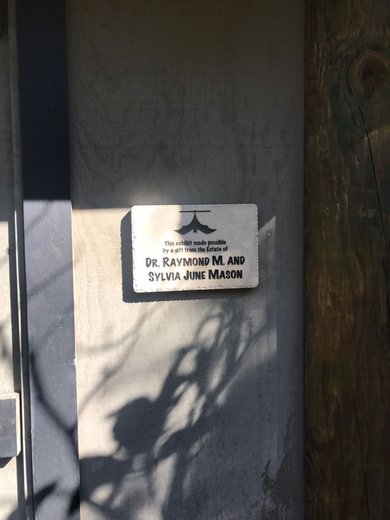 This exhibit made possible
by a gift from the Estate of
Dr. Raymond M. and
Sylvia June Mason